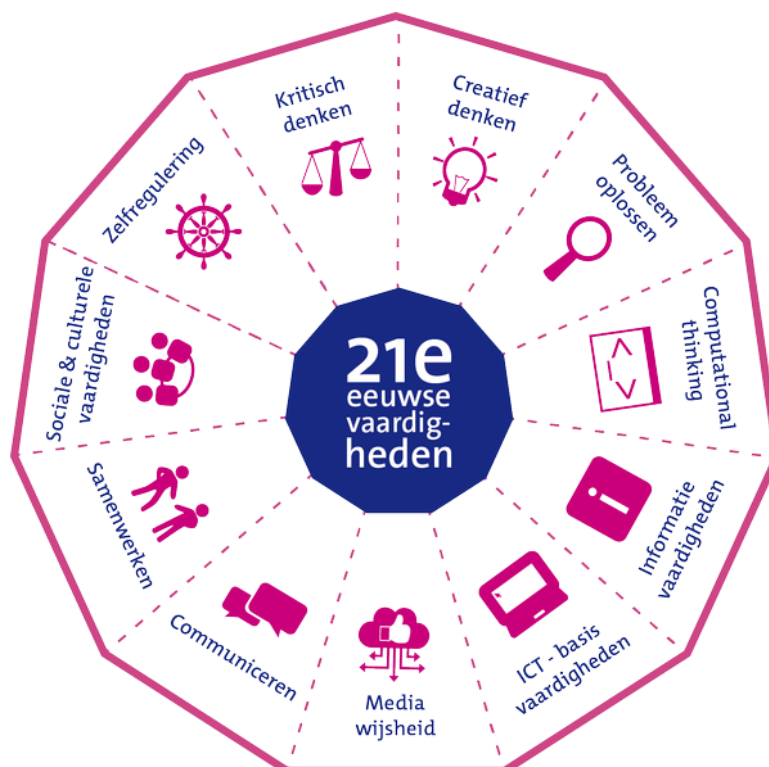 21e
eeuwse
vaardig-
heden
Kritisch
denken
Creatief
denken
Probleem
oplossen
Computational
thinking
Informatie
vaardigheden
ICT - basis
vaardigheden
Media
wijsheid
Communiceren
Samenwerken
Sociale & culturele
vaardigheden
Zelfregulering